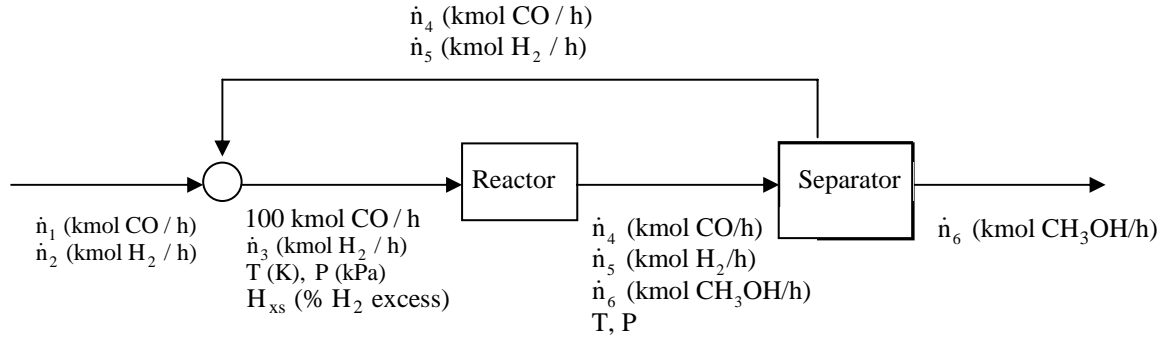 ṅ₄ (kmol CO / h)
ṅ₅ (kmol H₂ / h)
Reactor
Separator
ṅ₁ (kmol CO / h)
ṅ₂ (kmol H₂ / h)
100 kmol CO / h
ṅ₃ (kmol H₂ / h)
T (K), P (kPa)
Hₓₛ (% H₂ excess)
ṅ₄ (kmol CO/h)
ṅ₅ (kmol H₂/h)
ṅ₆ (kmol CH₃OH/h)
T, P
ṅ₆ (kmol CH₃OH/h)